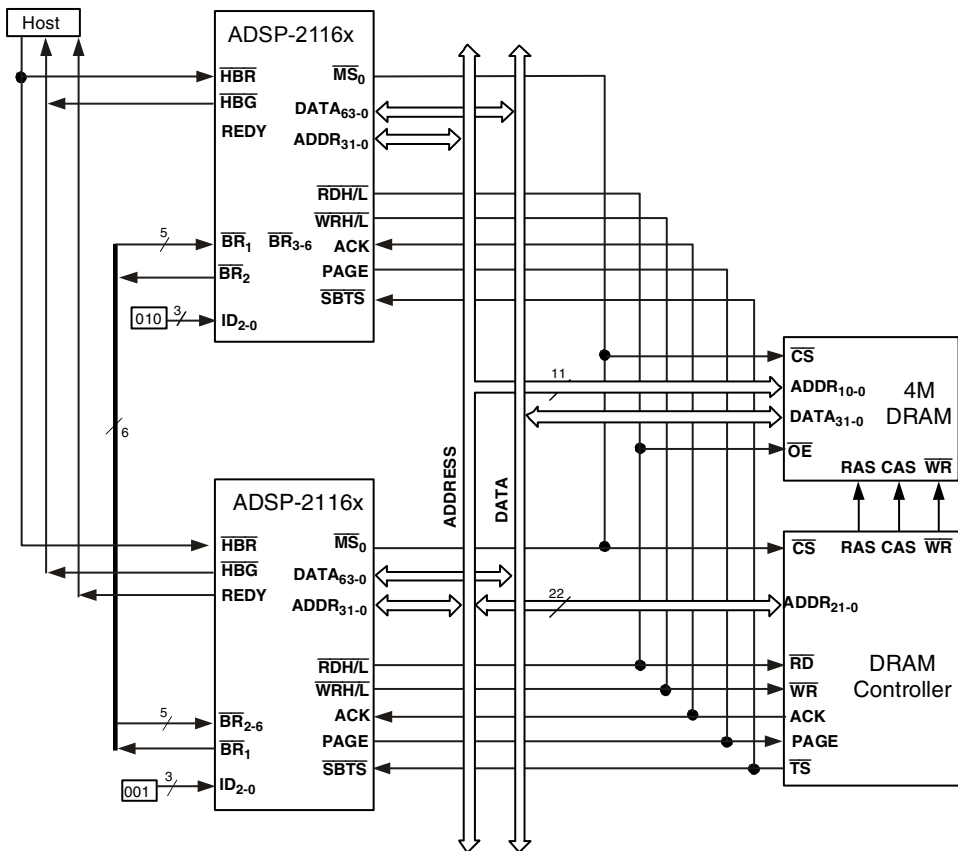 Host
ADSP-2116x
HBR
HBG
REDY
MS0
DATA63-0
ADDR31-0
RDH/L
WRH/L
ACK
PAGE
SBTS
5
BR1 BR3-6
BR2
010
3
ID2-0
6
ADDRESS
DATA
11
CS
ADDR10-0
DATA31-0
OE
4M
DRAM
RAS CAS WR
ADSP-2116x
HBR
HBG
REDY
MS0
DATA63-0
ADDR31-0
RDH/L
WRH/L
ACK
PAGE
SBTS
5
BR2-6
BR1
001
3
ID2-0
22
RAS CAS WR
CS
ADDR21-0
RD
WR
ACK
PAGE
TS
DRAM
Controller